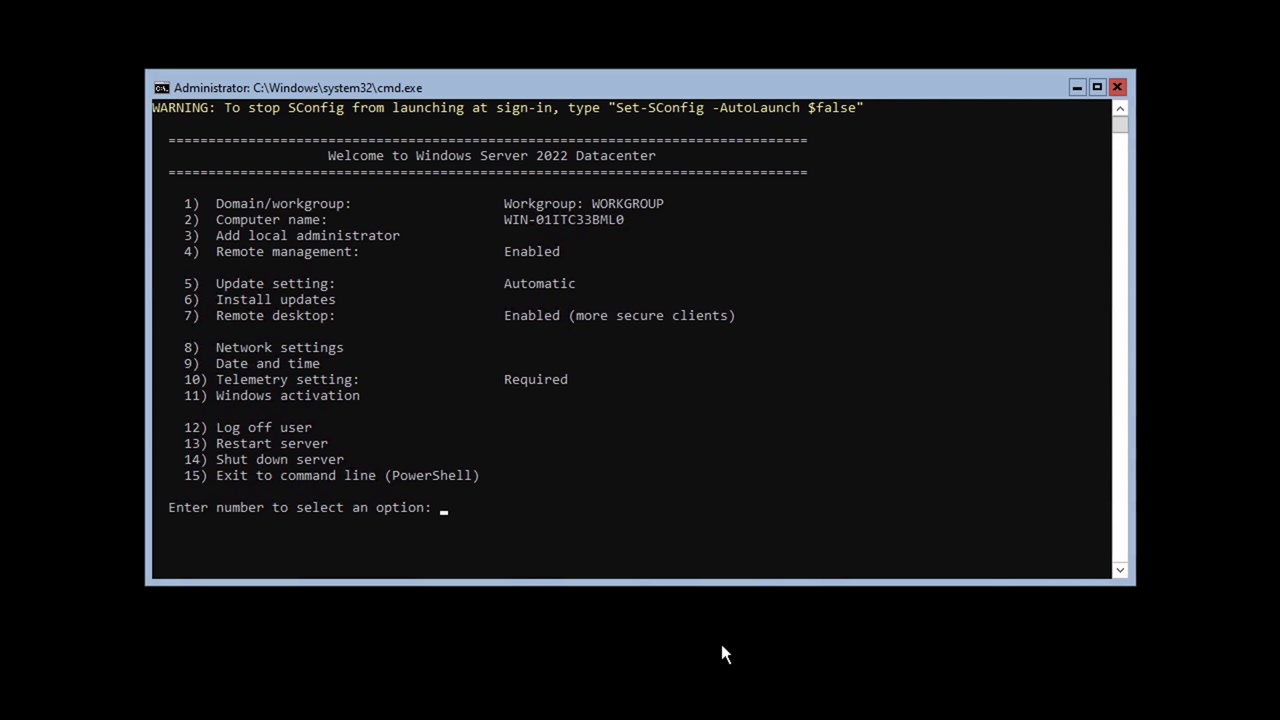 Administrator: C:\Windows\system32\cmd.exe
WARNING: To stop SConfig from launching at sign-in, type "Set-SConfig -AutoLaunch $false"
================================================================================
Welcome to Windows Server 2022 Datacenter
================================================================================
1) Domain/workgroup: Workgroup: WORKGROUP
2) Computer name: WIN-01ITC33BML0
3) Add local administrator
4) Remote management: Enabled
5) Update setting: Automatic
6) Install updates
7) Remote desktop: Enabled (more secure clients)
8) Network settings
9) Date and time
10) Telemetry setting: Required
11) Windows activation
12) Log off user
13) Restart server
14) Shut down server
15) Exit to command line (PowerShell)
Enter number to select an option: